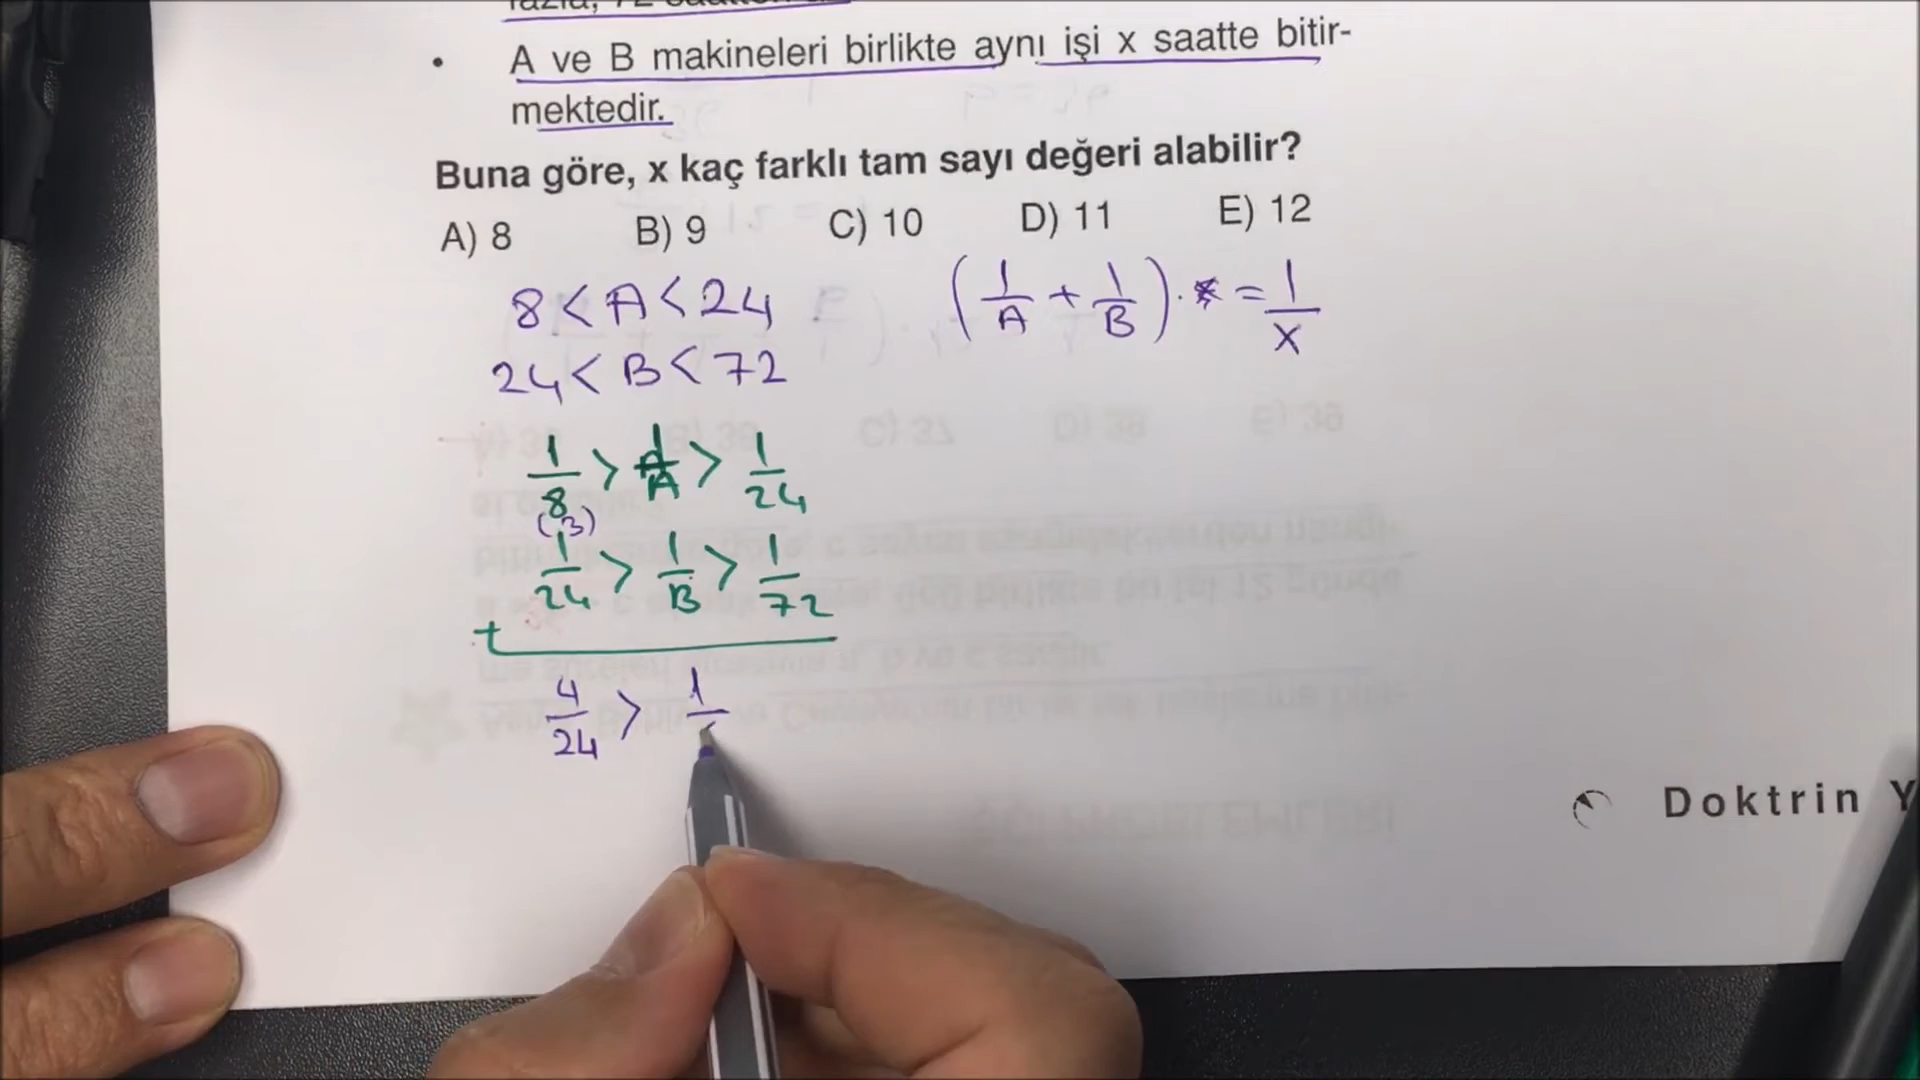 • A ve B makineleri birlikte aynı işi x saatte bitir-
mektedir.
Buna göre, x kaç farklı tam sayı değeri alabilir?
A) 8 B) 9 C) 10 D) 11 E) 12
8 < A < 24 (1/A + 1/B) · = 1/x
24 < B < 72
1/8 > 1/A > 1/24
(3)
1/24 > 1/B > 1/72
+
4/24 > 1
Doktrin Y